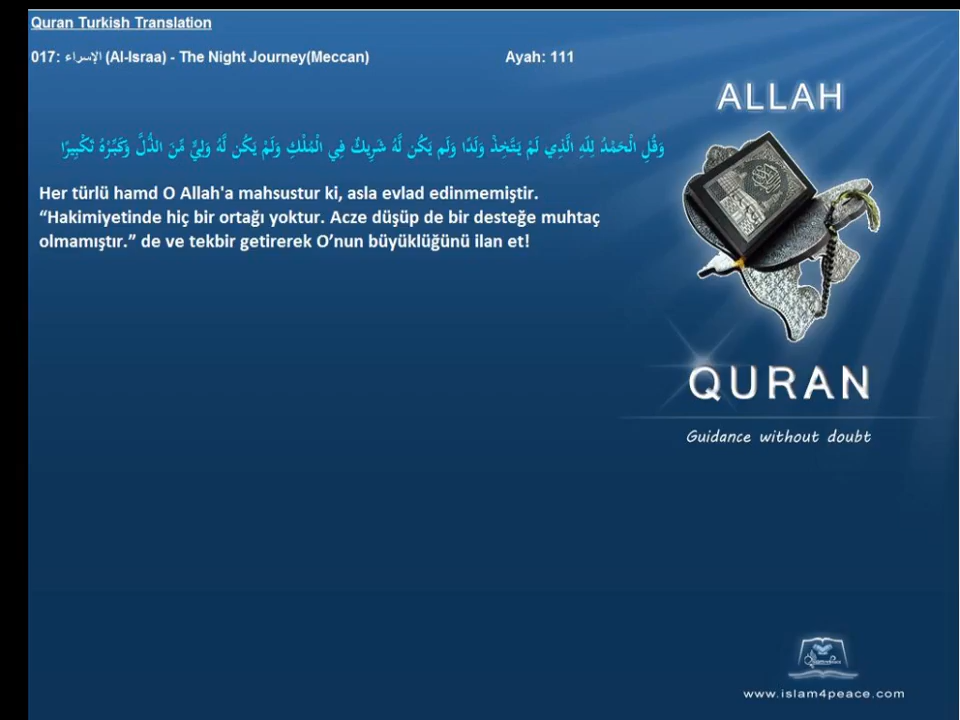 Quran Turkish Translation
017: الإسراء (Al-Israa) - The Night Journey(Meccan) Ayah: 111
ALLAH
وَقُلِ الْحَمْدُ لِلّهِ الَّذِي لَمْ يَتَّخِذْ وَلَدًا وَلَم يَكُن لَّهُ شَرِيكٌ فِي الْمُلْكِ وَلَمْ يَكُن لَّهُ وَلِيٌّ مِّنَ الذُّلَّ وَكَبِّرْهُ تَكْبِيرًا
Her türlü hamd O Allah'a mahsustur ki, asla evlad edinmemiştir.
“Hakimiyetinde hiç bir ortağı yoktur. Acze düşüp de bir desteğe muhtaç
olmamıştır.” de ve tekbir getirerek O’nun büyüklüğünü ilan et!
QURAN
Guidance without doubt
www.islam4peace.com